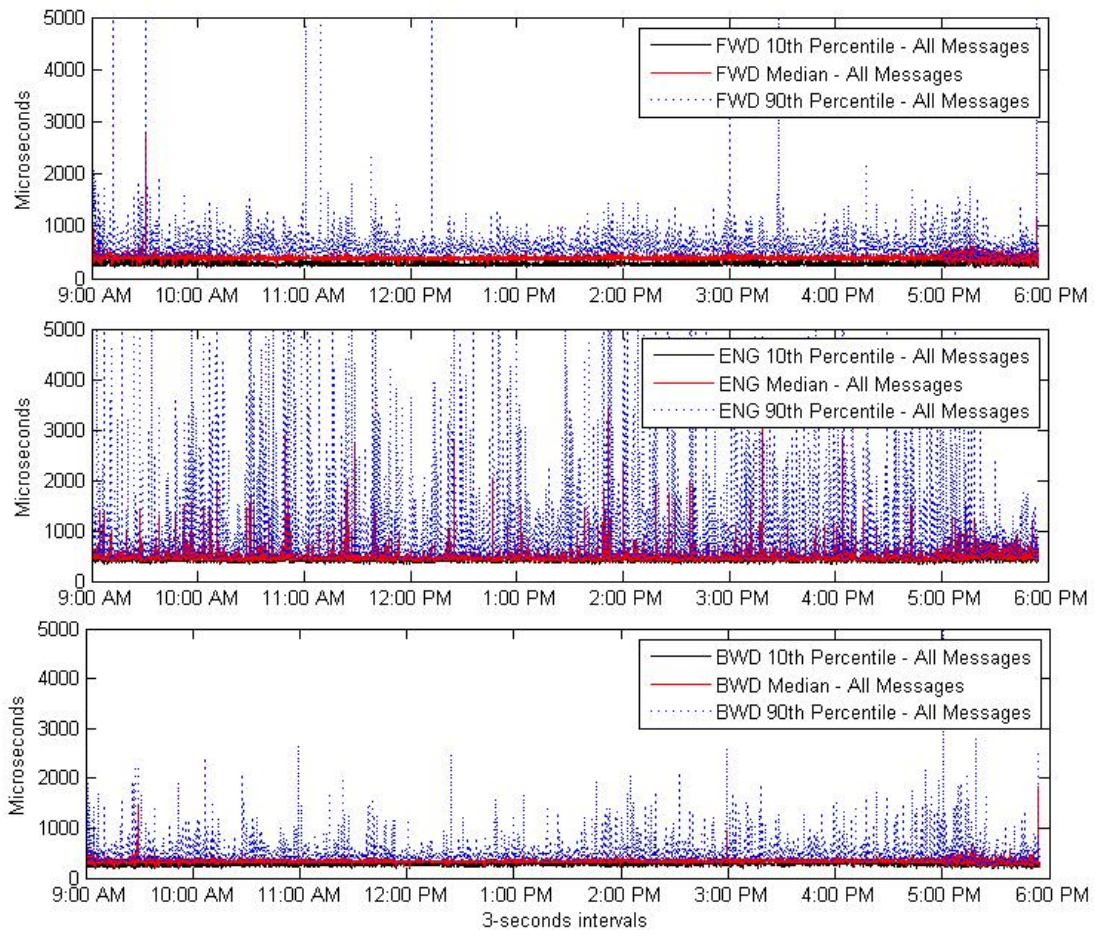 5000
4000
3000
2000
1000
0
Microseconds
FWD 10th Percentile - All Messages
FWD Median - All Messages
FWD 90th Percentile - All Messages
9:00 AM 10:00 AM 11:00 AM 12:00 PM 1:00 PM 2:00 PM 3:00 PM 4:00 PM 5:00 PM 6:00 PM
5000
4000
3000
2000
1000
0
Microseconds
ENG 10th Percentile - All Messages
ENG Median - All Messages
ENG 90th Percentile - All Messages
9:00 AM 10:00 AM 11:00 AM 12:00 PM 1:00 PM 2:00 PM 3:00 PM 4:00 PM 5:00 PM 6:00 PM
5000
4000
3000
2000
1000
0
Microseconds
BWD 10th Percentile - All Messages
BWD Median - All Messages
BWD 90th Percentile - All Messages
9:00 AM 10:00 AM 11:00 AM 12:00 PM 1:00 PM 2:00 PM 3:00 PM 4:00 PM 5:00 PM 6:00 PM
3-seconds intervals